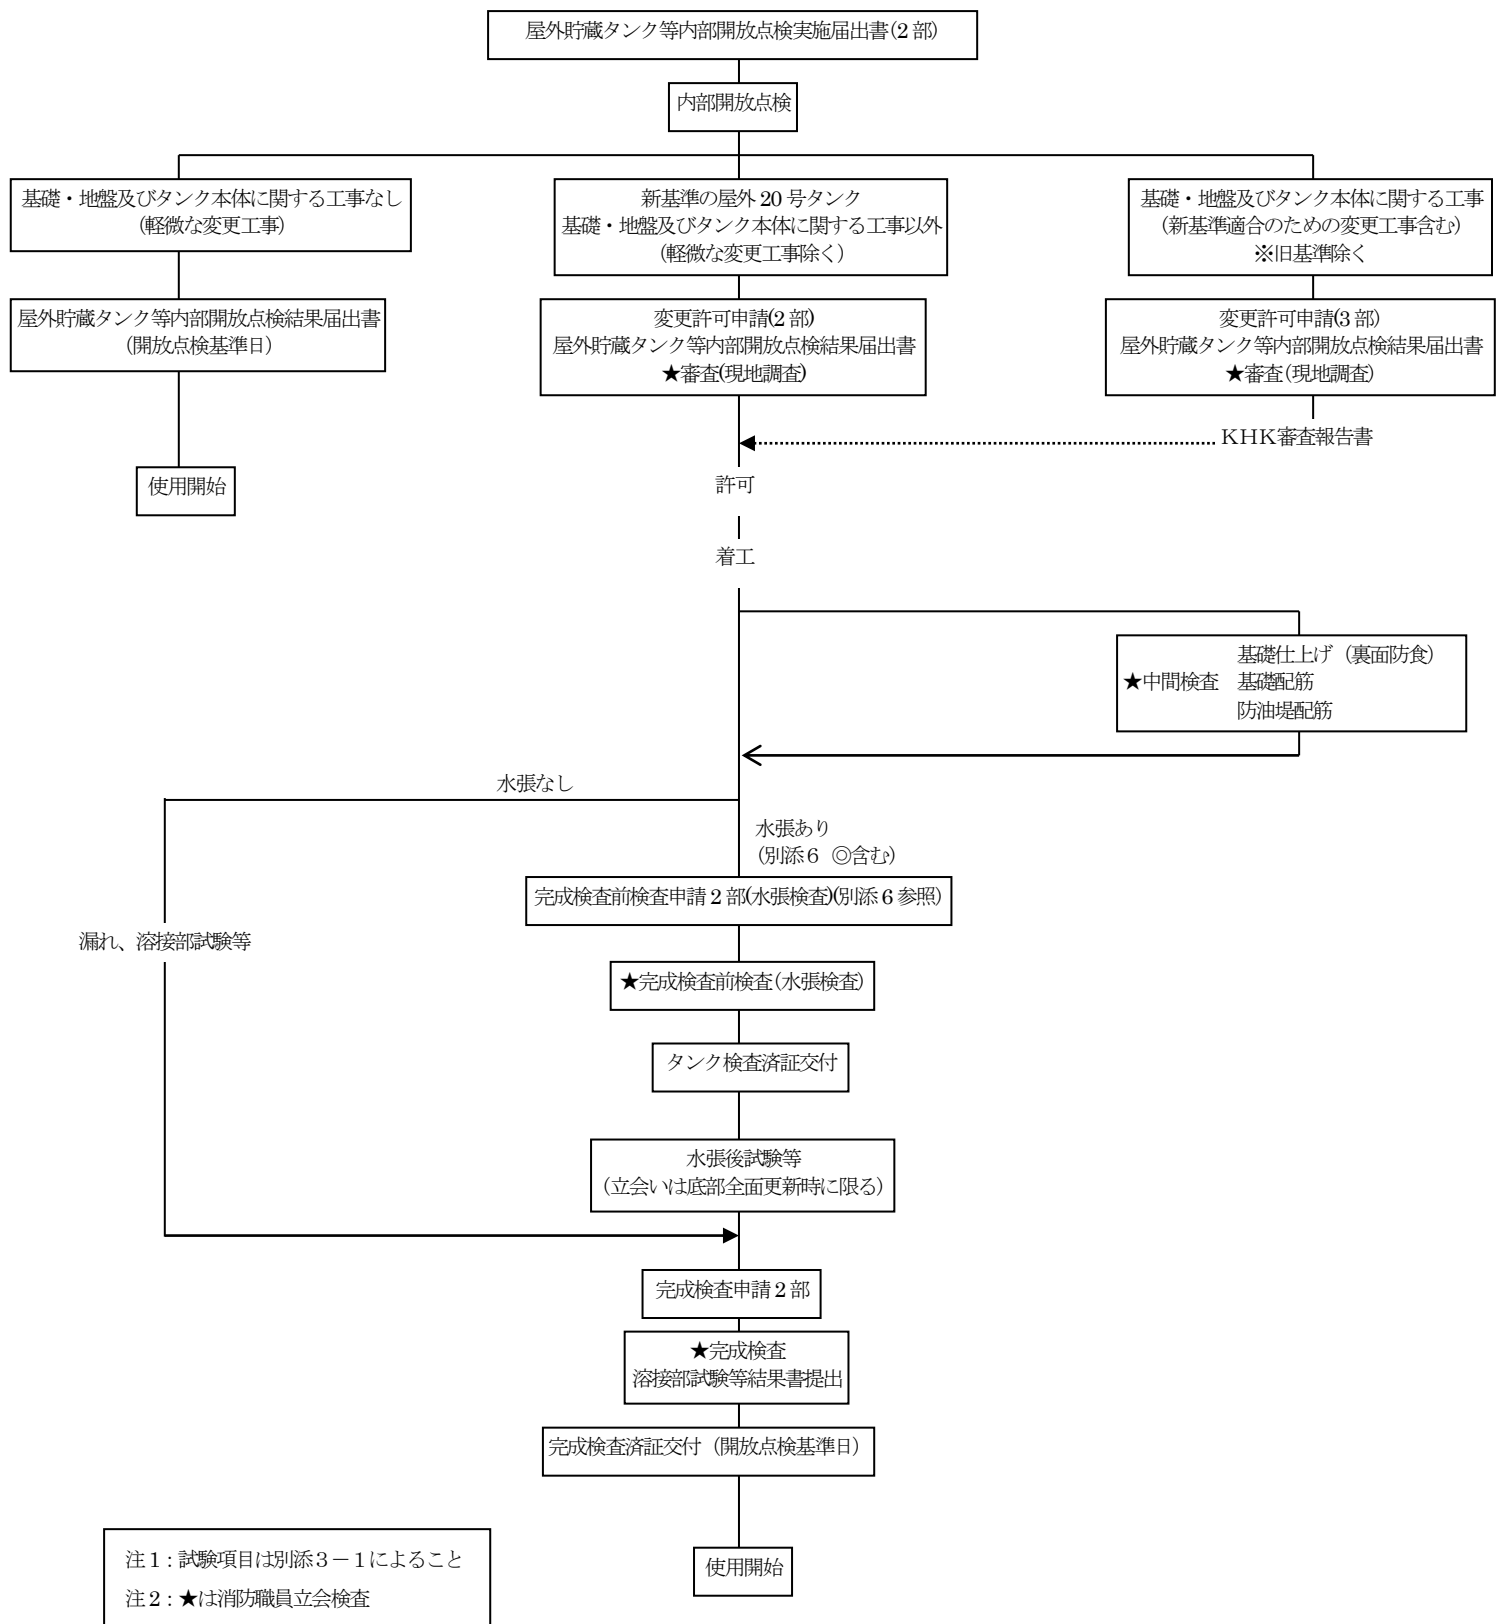 屋外貯蔵タンク等内部開放点検実施届出書(2部)
内部開放点検
基礎・地盤及びタンク本体に関する工事なし
(軽微な変更工事)
新基準の屋外20号タンク
基礎・地盤及びタンク本体に関する工事以外
(軽微な変更工事除く)
基礎・地盤及びタンク本体に関する工事
(新基準適合のための変更工事含む)
※旧基準除く
屋外貯蔵タンク等内部開放点検結果届出書
(開放点検基準日)
変更許可申請(2部)
屋外貯蔵タンク等内部開放点検結果届出書
★審査(現地調査)
変更許可申請(3部)
屋外貯蔵タンク等内部開放点検結果届出書
★審査(現地調査)
KHK審査報告書
使用開始
許可
着工
基礎仕上げ(裏面防食)
★中間検査 基礎配筋
防油堤配筋
水張なし
水張あり
(別添6 ◎含む)
完成検査前検査申請2部(水張検査)(別添6参照)
漏れ、溶接部試験等
★完成検査前検査(水張検査)
タンク検査済証交付
水張後試験等
(立会いは底部全面更新時に限る)
完成検査申請2部
★完成検査
溶接部試験等結果書提出
完成検査済証交付(開放点検基準日)
使用開始
注1:試験項目は別添3-1によること
注2:★は消防職員立会検査